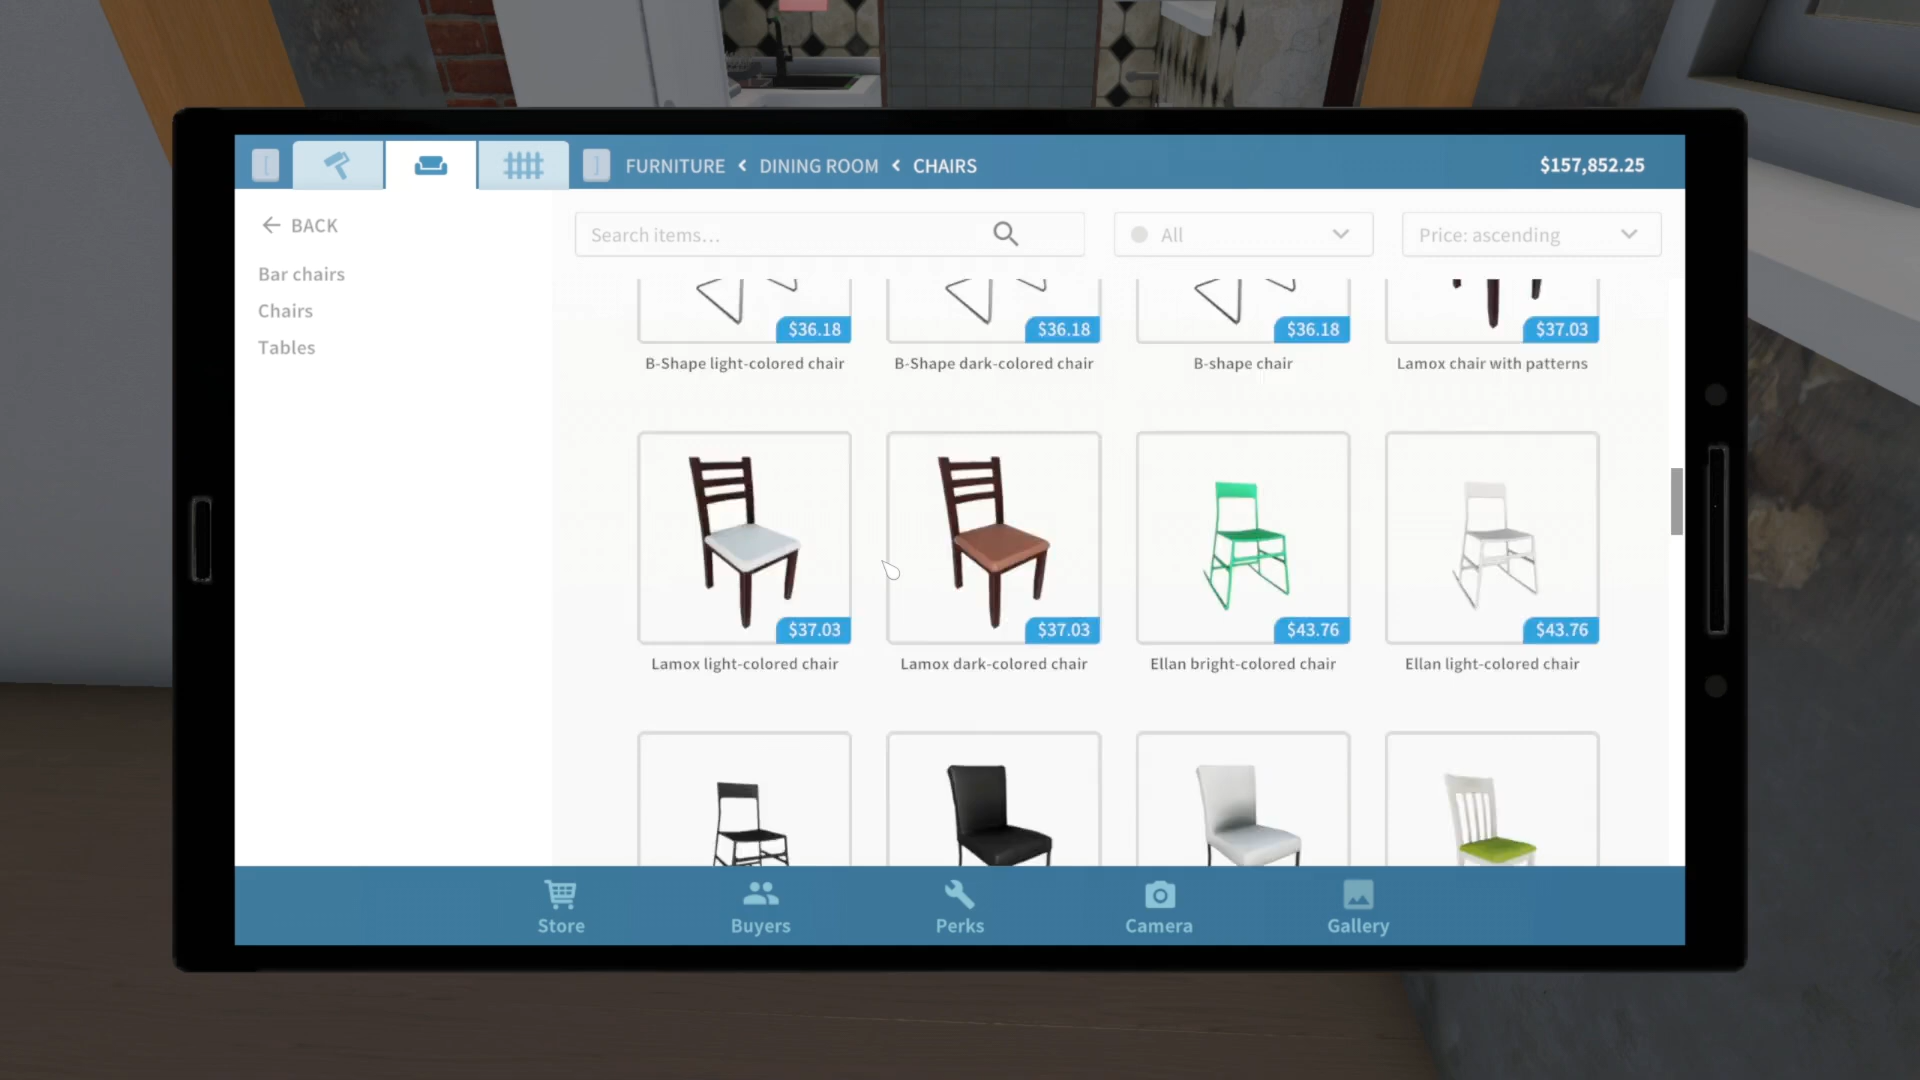 [ ] FURNITURE < DINING ROOM < CHAIRS $157,852.25
BACK
Search items...
All
Price: ascending
Bar chairs
Chairs
Tables
$36.18 $36.18 $36.18 $37.03
B-Shape light-colored chair B-Shape dark-colored chair B-shape chair Lamox chair with patterns
$37.03 $37.03 $43.76 $43.76
Lamox light-colored chair Lamox dark-colored chair Ellan bright-colored chair Ellan light-colored chair
Store Buyers Perks Camera Gallery